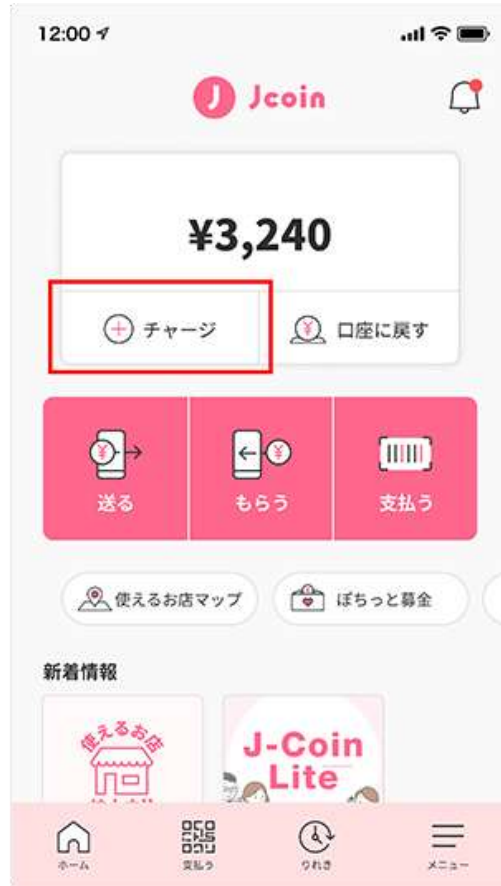 12:00
J Jcoin
¥3,240
チャージ
口座に戻す
送る
もらう
支払う
使えるお店マップ
ぽちっと募金
新着情報
使えるお店
J-Coin
Lite
ホーム
支払う
りれき
メニュー